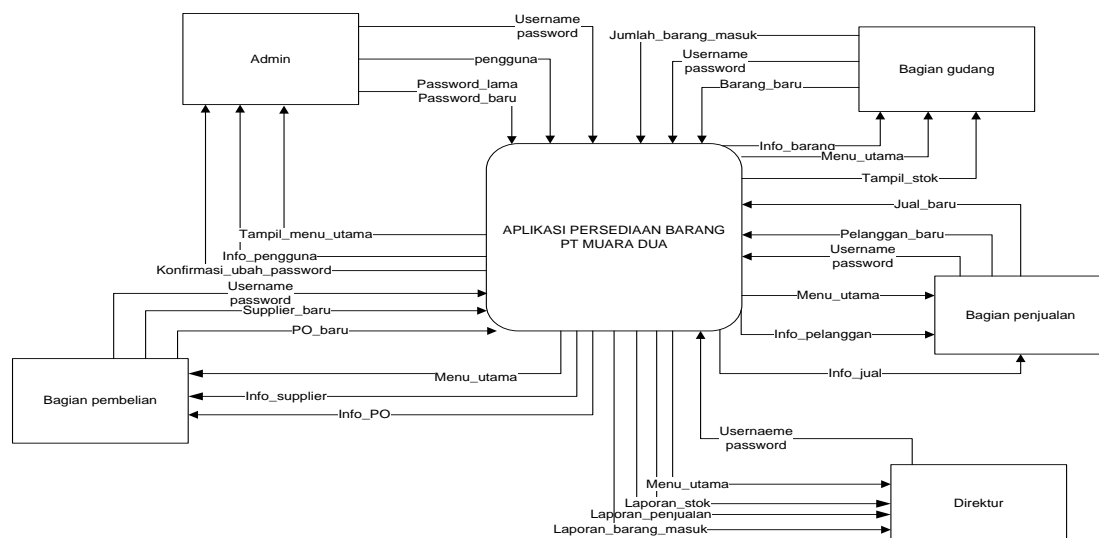 Username
password
Admin
pengguna
Password_lama
Password_baru
Jumlah_barang_masuk
Username
password
Barang_baru
Bagian gudang
Info_barang
Menu_utama
Tampil_stok
Jual_baru
APLIKASI PERSEDIAAN BARANG
PT MUARA DUA
Tampil_menu_utama
Info_pengguna
Konfirmasi_ubah_password
Pelanggan_baru
Username
password
Menu_utama
Bagian penjualan
Info_pelanggan
Info_jual
Username
password
Supplier_baru
PO_baru
Bagian pembelian
Menu_utama
Info_supplier
Info_PO
Usernaeme
password
Menu_utama
Laporan_stok
Laporan_penjualan
Laporan_barang_masuk
Direktur